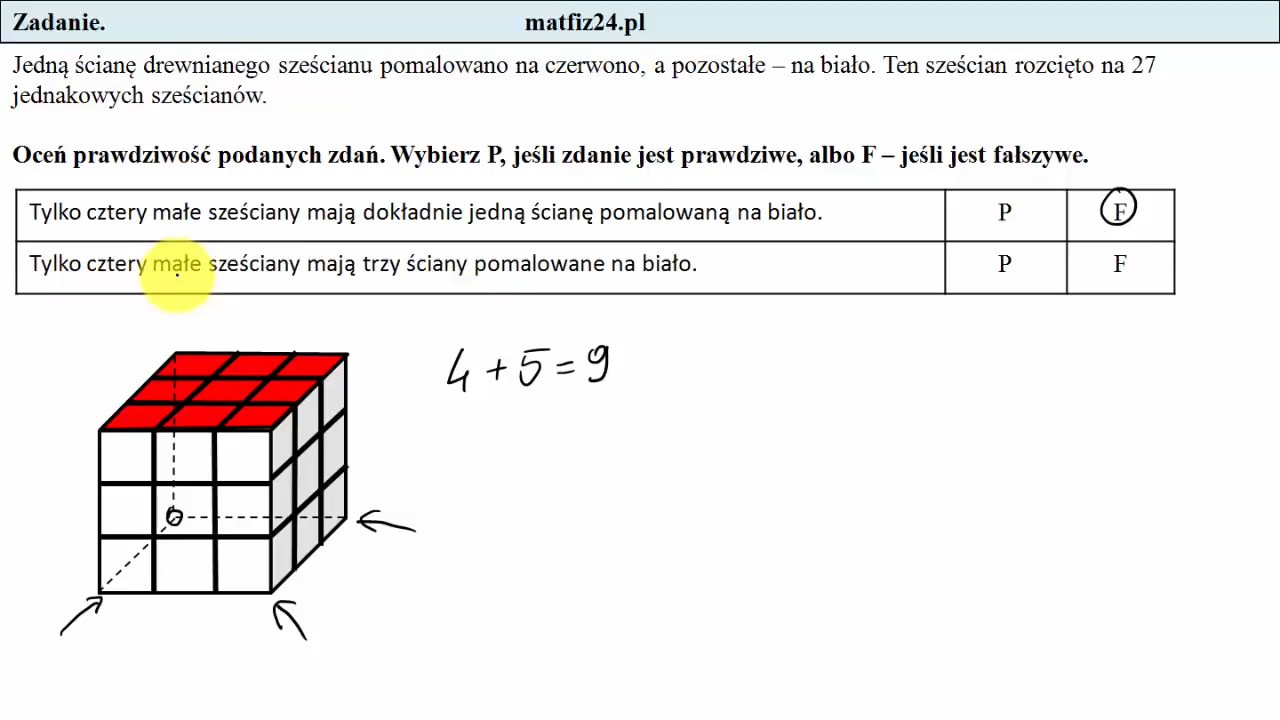 Zadanie. matfiz24.pl
Jedną ścianę drewnianego sześcianu pomalowano na czerwono, a pozostałe – na biało. Ten sześcian rozcięto na 27
jednakowych sześcianów.
Oceń prawdziwość podanych zdań. Wybierz P, jeśli zdanie jest prawdziwe, albo F – jeśli jest fałszywe.
Tylko cztery małe sześciany mają dokładnie jedną ścianę pomalowaną na biało. P F
Tylko cztery małe sześciany mają trzy ściany pomalowane na biało. P F
4 + 5 = 9